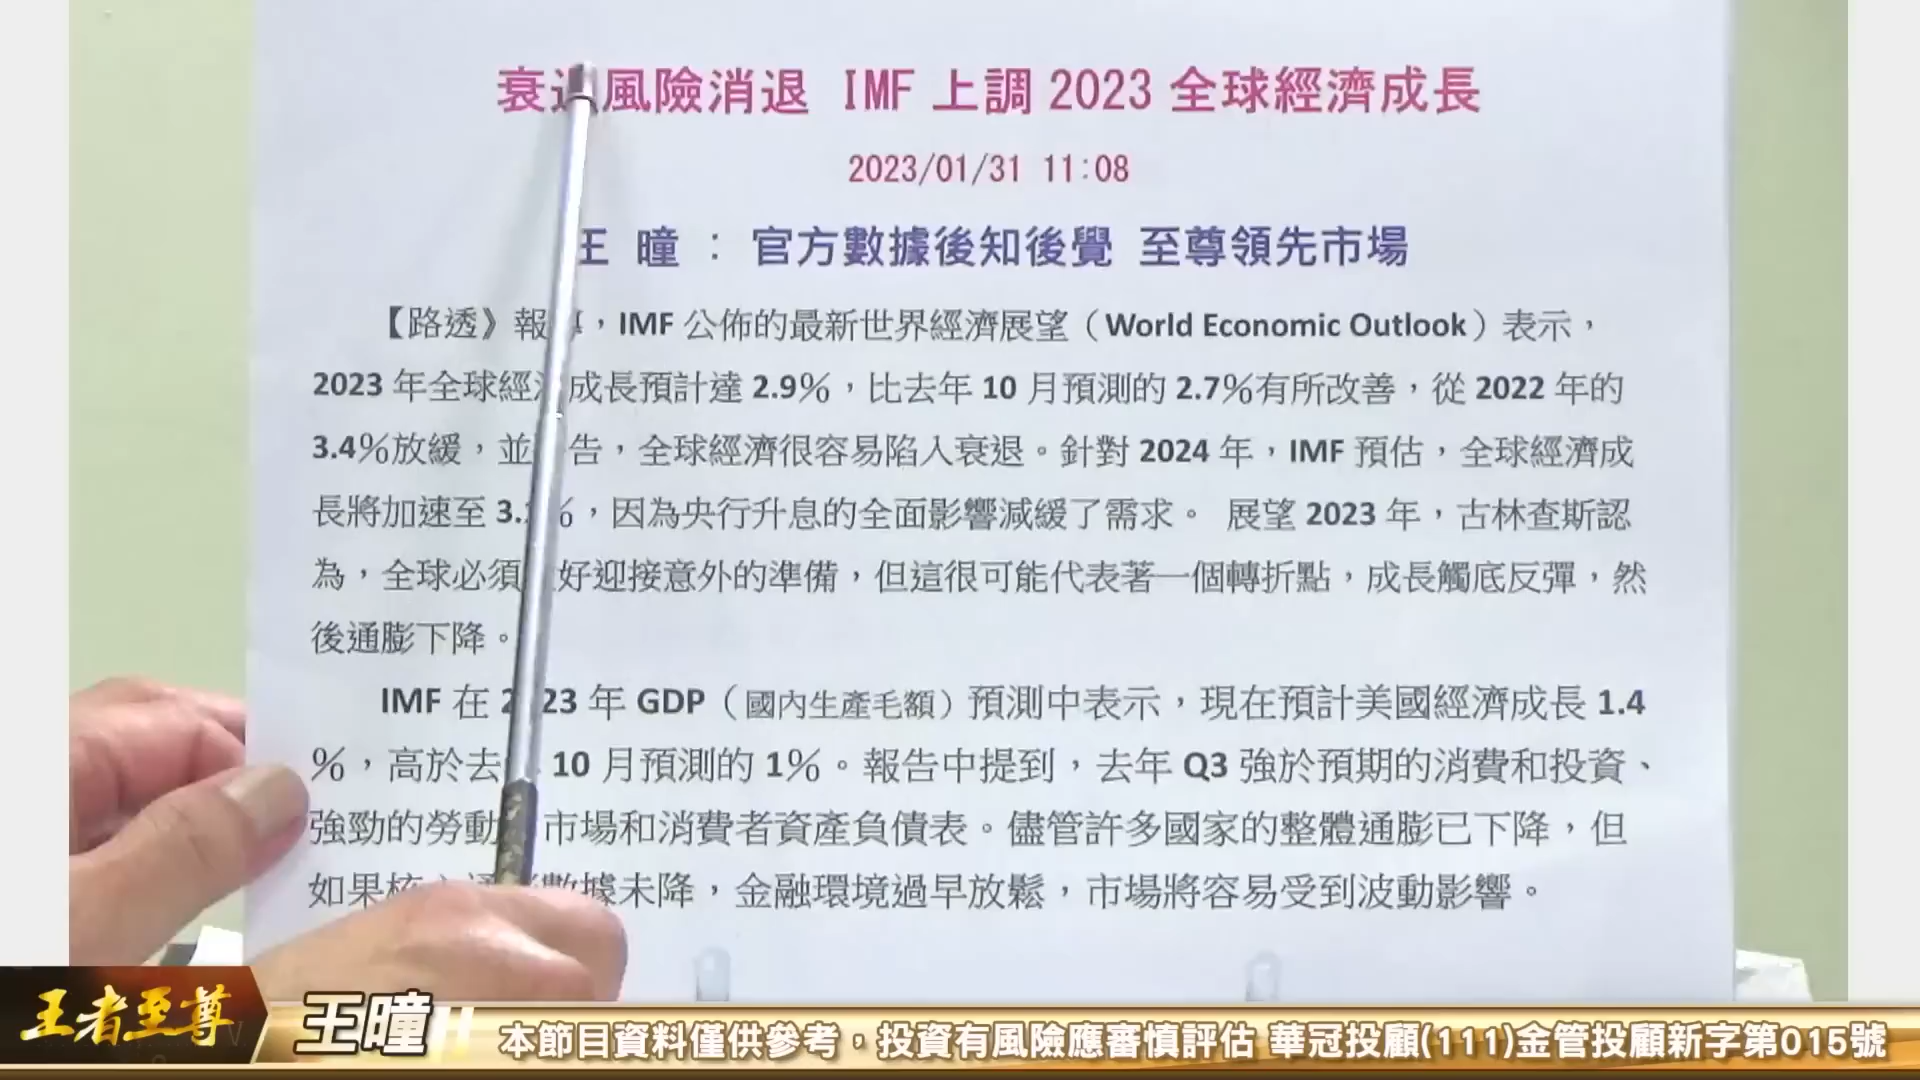 衰退風險消退 IMF 上調 2023 全球經濟成長
2023/01/31 11:08
王 曈 : 官方數據後知後覺 至尊領先市場
【路透》報導，IMF 公佈的最新世界經濟展望（World Economic Outlook）表示，
2023 年全球經濟成長預計達 2.9%，比去年 10 月預測的 2.7%有所改善，從 2022 年的
3.4%放緩，並 告，全球經濟很容易陷入衰退。針對 2024 年，IMF 預估，全球經濟成
長將加速至 3. %，因為央行升息的全面影響減緩了需求。 展望 2023 年，古林查斯認
為，全球必須 好迎接意外的準備，但這很可能代表著一個轉折點，成長觸底反彈，然
後通膨下降。
IMF 在 2023 年 GDP（國內生產毛額）預測中表示，現在預計美國經濟成長 1.4
%，高於去 10 月預測的 1%。報告中提到，去年 Q3 強於預期的消費和投資、
強勁的勞動 市場和消費者資產負債表。儘管許多國家的整體通膨已下降，但
如果核 數據未降，金融環境過早放鬆，市場將容易受到波動影響。
王者至尊 王曈 本節目資料僅供參考，投資有風險應審慎評估 華冠投顧(111)金管投顧新字第015號